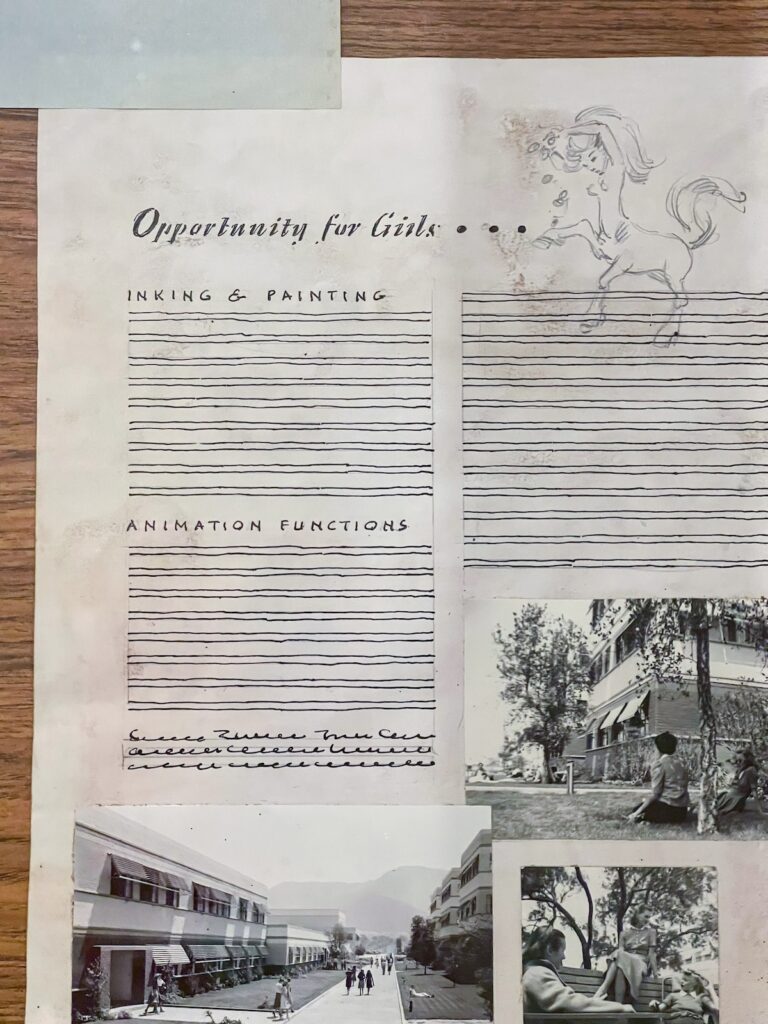 Opportunity for Girls ...
INKING & PAINTING
ANIMATION FUNCTIONS